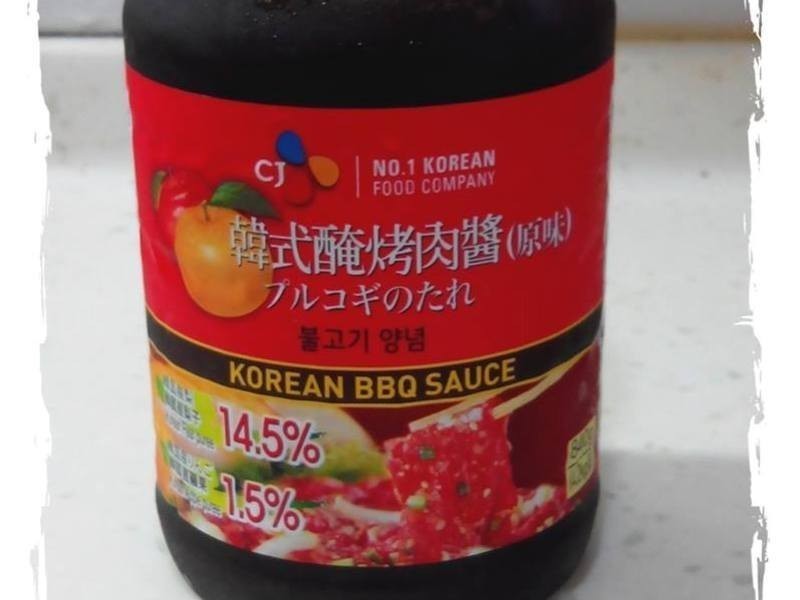 CJ
NO.1 KOREAN
FOOD COMPANY
韓式醃烤肉醬(原味)
プルコギのたれ
불고기 양념
KOREAN BBQ SAUCE
14.5%
1.5%
840g